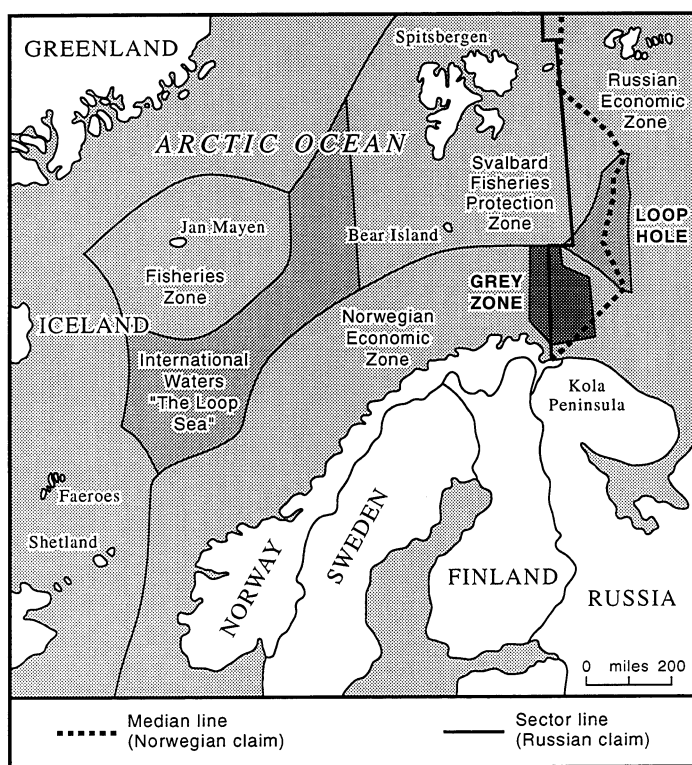 GREENLAND
Spitsbergen
Russian
Economic
Zone
ARCTIC OCEAN
Svalbard
Fisheries
Protection
Zone
LOOP
HOLE
Jan Mayen
Bear Island
Fisheries
Zone
GREY
ZONE
ICELAND
Norwegian
Economic
Zone
International
Waters
"The Loop
Sea"
Kola
Peninsula
Faeroes
Shetland
NORWAY
SWEDEN
FINLAND
RUSSIA
0 miles 200
Median line
(Norwegian claim)
Sector line
(Russian claim)